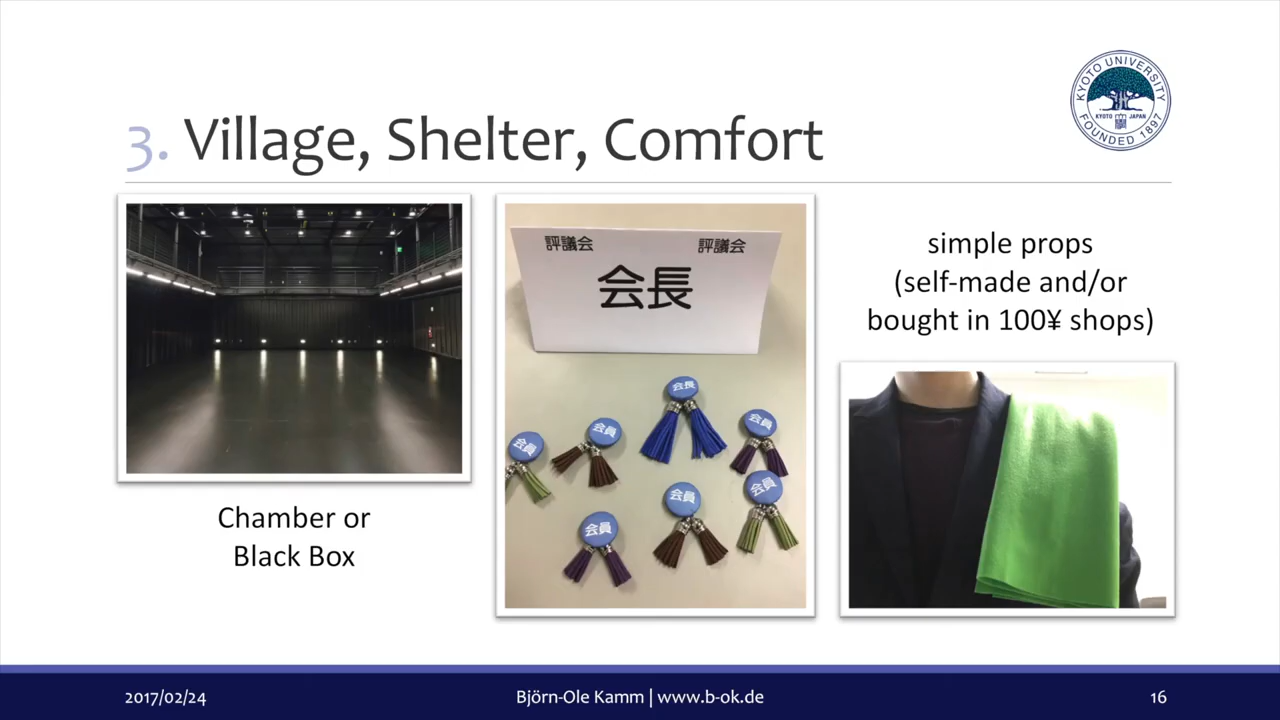 3. Village, Shelter, Comfort
KYOTO UNIVERSITY
KYOTO JAPAN
FOUNDED 1897
Chamber or
Black Box
評議会 評議会
会長
会長
会員
会員
会員
会員
会員
会員
simple props
(self-made and/or
bought in 100¥ shops)
2017/02/24 Björn-Ole Kamm | www.b-ok.de 16